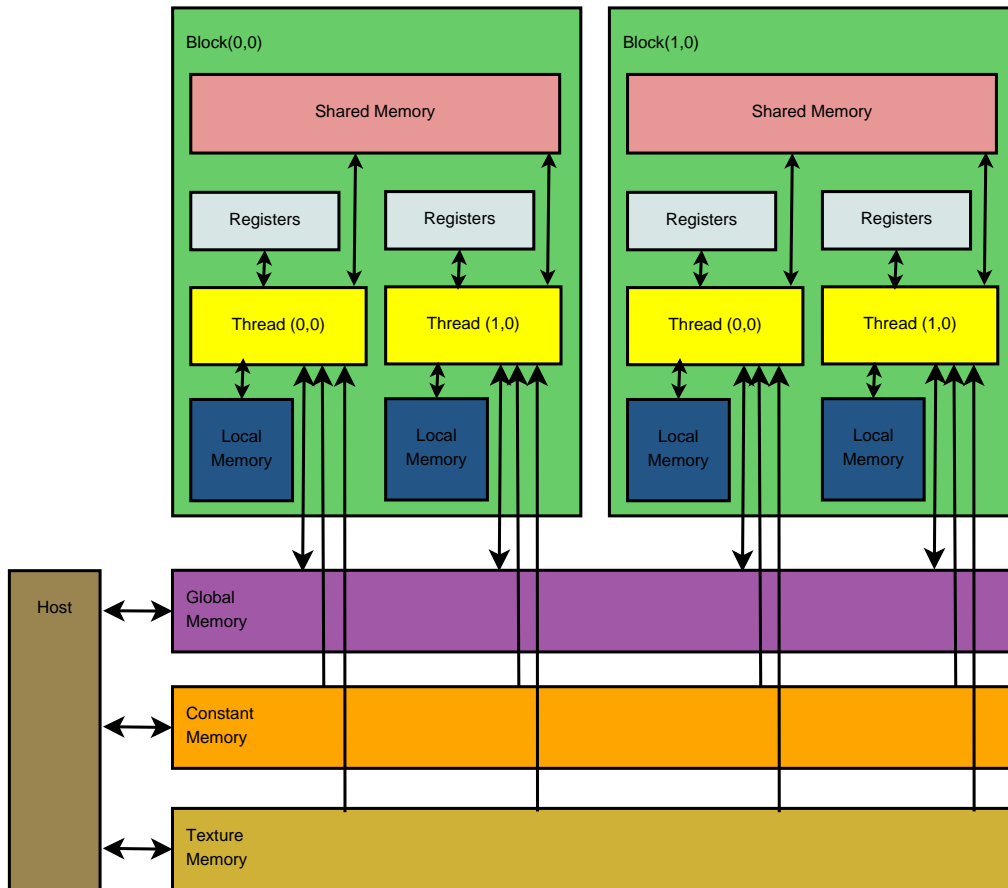 Block(0,0)
Block(1,0)
Shared Memory
Shared Memory
Registers
Registers
Registers
Registers
Thread (0,0)
Thread (1,0)
Thread (0,0)
Thread (1,0)
Local
Memory
Local
Memory
Local
Memory
Local
Memory
Host
Global
Memory
Constant
Memory
Texture
Memory